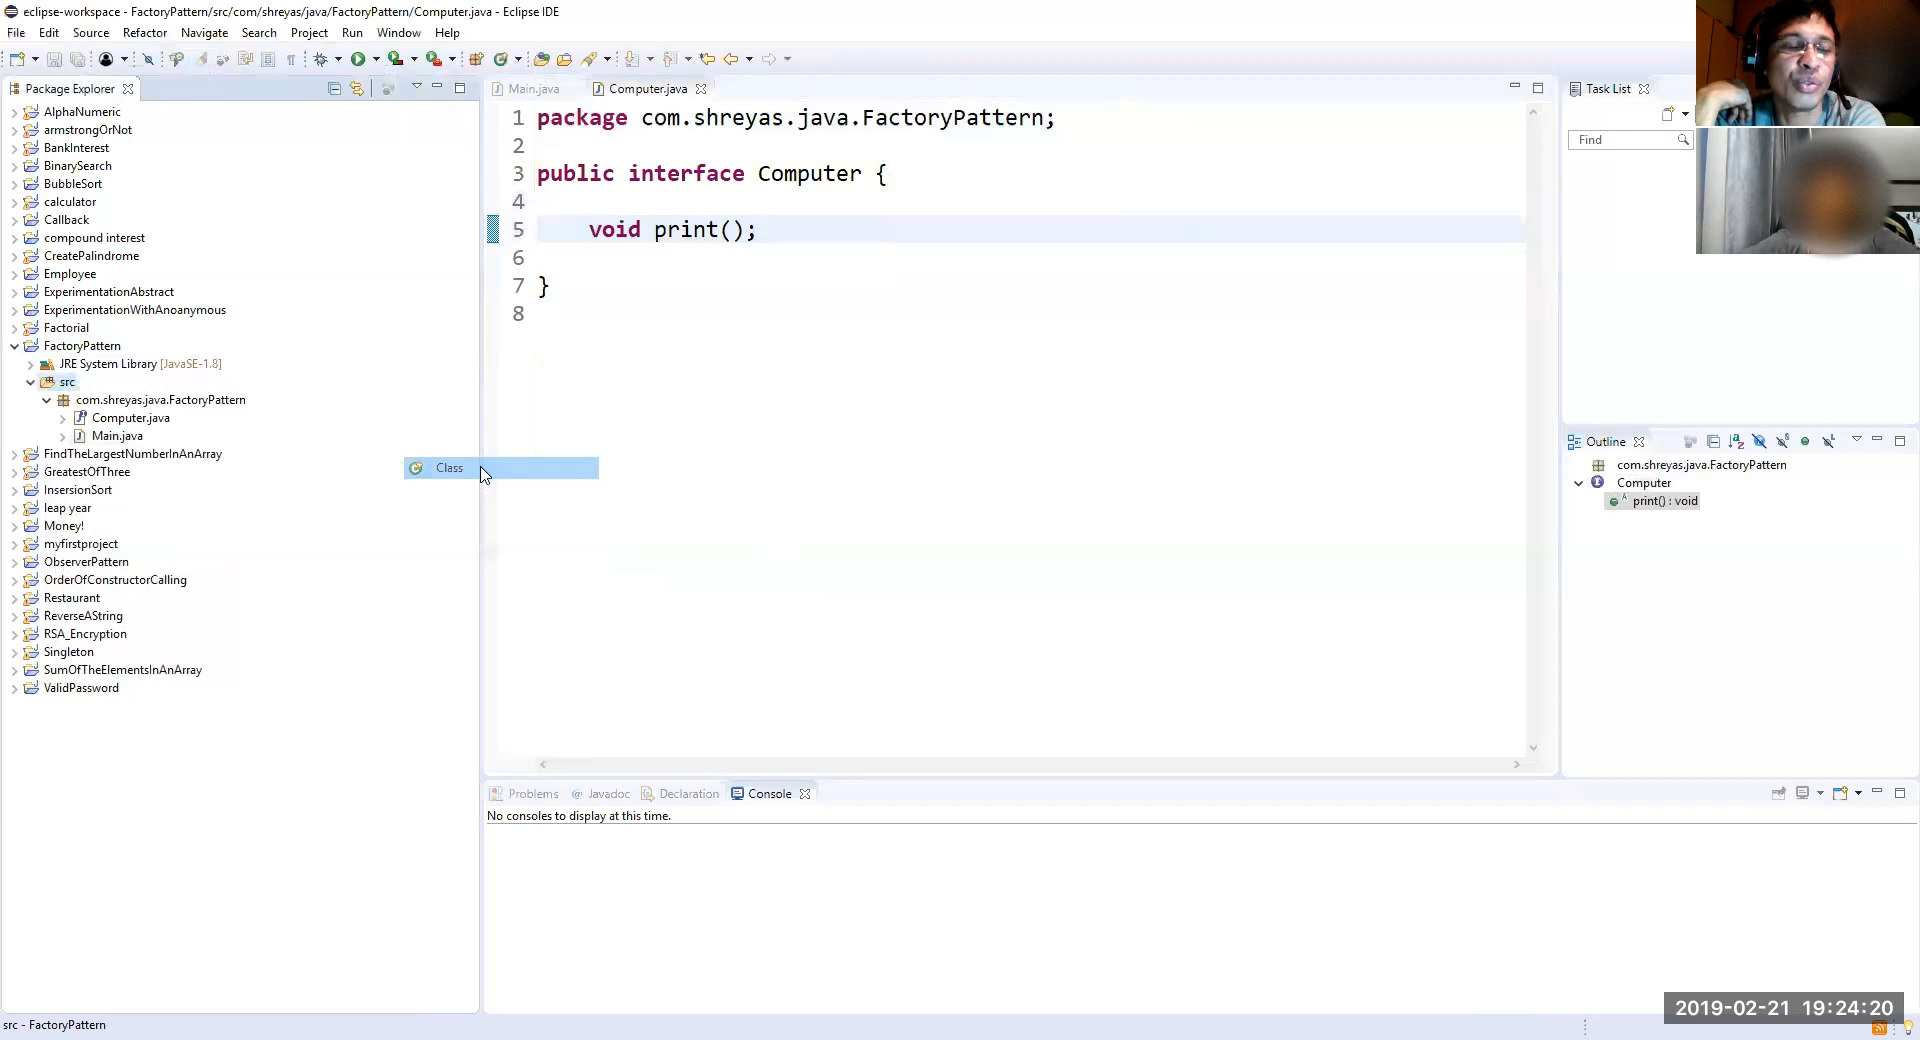 eclipse-workspace - FactoryPattern/src/com/shreyas/java/FactoryPattern/Computer.java - Eclipse IDE
File Edit Source Refactor Navigate Search Project Run Window Help
Package Explorer
AlphaNumeric
armstrongOrNot
BankInterest
BinarySearch
BubbleSort
calculator
Callback
compound interest
CreatePalindrome
Employee
ExperimentationAbstract
ExperimentationWithAnoanymous
Factorial
FactoryPattern
JRE System Library [JavaSE-1.8]
src
com.shreyas.java.FactoryPattern
Computer.java
Main.java
FindTheLargestNumberInAnArray
GreatestOfThree
InsersionSort
leap year
Money!
myfirstproject
ObserverPattern
OrderOfConstructorCalling
Restaurant
ReverseAString
RSA_Encryption
Singleton
SumOfTheElementsInAnArray
ValidPassword
Class
Main.java Computer.java
1 package com.shreyas.java.FactoryPattern;
2
3 public interface Computer {
4
5 void print();
6
7 }
8
Task List
Find
Outline
com.shreyas.java.FactoryPattern
Computer
print() : void
Problems Javadoc Declaration Console
No consoles to display at this time.
2019-02-21 19:24:20
src - FactoryPattern